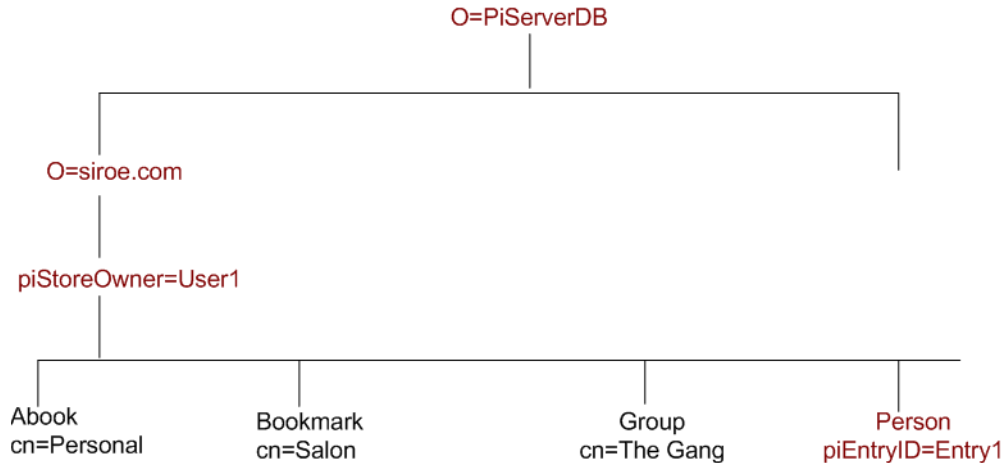 O=PiServerDB
O=siroe.com
piStoreOwner=User1
Abook
cn=Personal
Bookmark
cn=Salon
Group
cn=The Gang
Person
piEntryID=Entry1